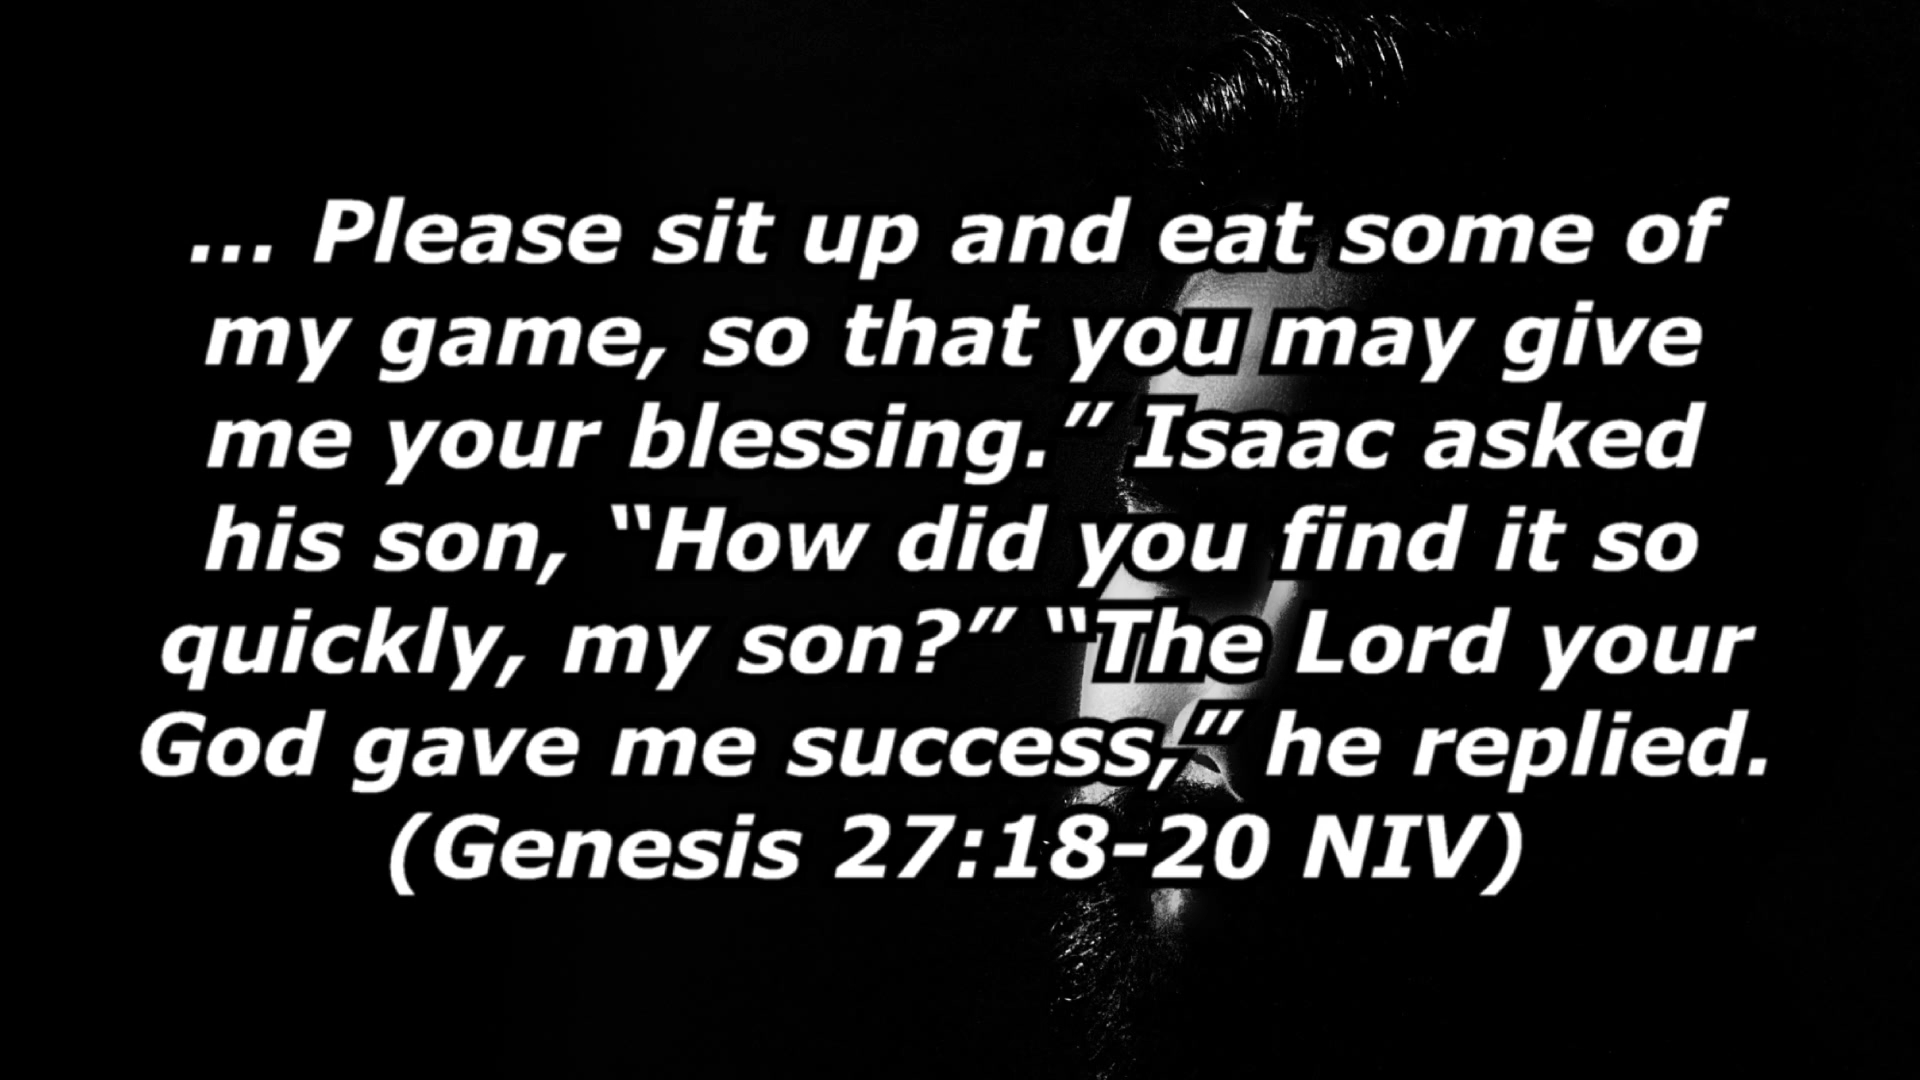 ... Please sit up and eat some of
my game, so that you may give
me your blessing.” Isaac asked
his son, “How did you find it so
quickly, my son?” “The Lord your
God gave me success,” he replied.
(Genesis 27:18-20 NIV)